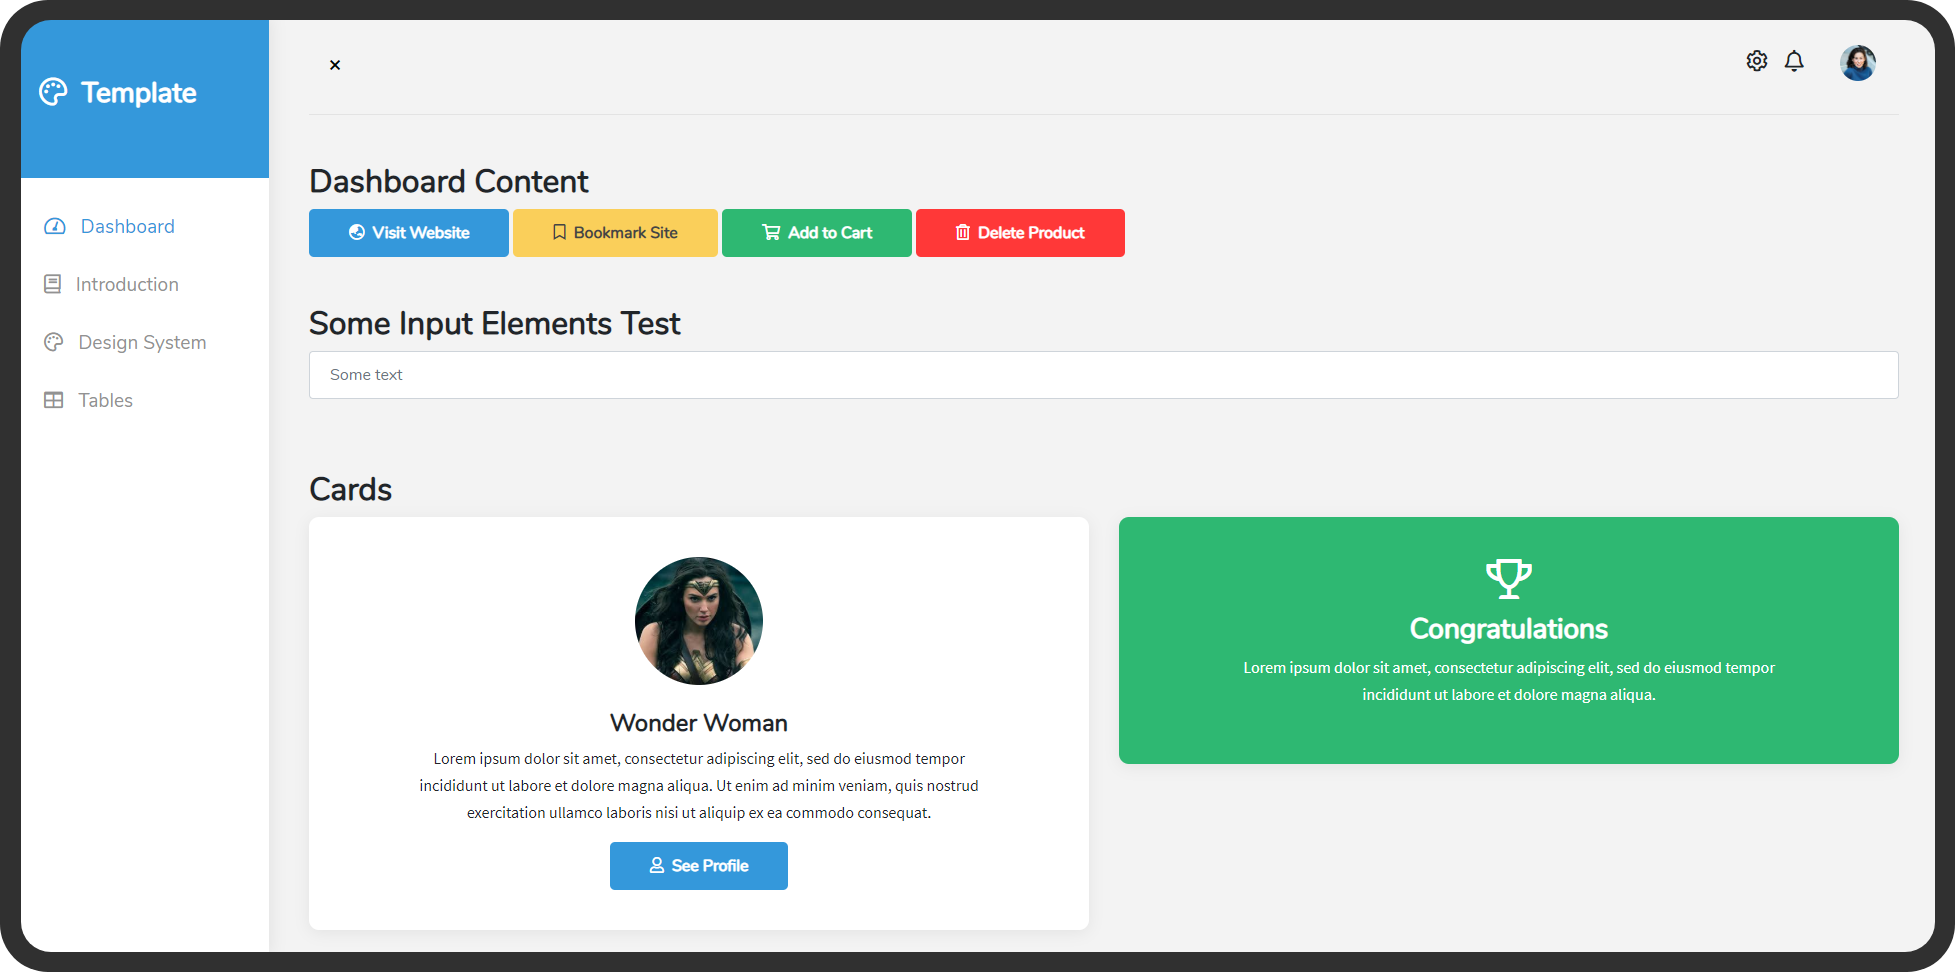 Template
Dashboard
Introduction
Design System
Tables
Dashboard Content
Visit Website
Bookmark Site
Add to Cart
Delete Product
Some Input Elements Test
Some text
Cards
Wonder Woman
Lorem ipsum dolor sit amet, consectetur adipiscing elit, sed do eiusmod tempor
incididunt ut labore et dolore magna aliqua. Ut enim ad minim veniam, quis nostrud
exercitation ullamco laboris nisi ut aliquip ex ea commodo consequat.
See Profile
Congratulations
Lorem ipsum dolor sit amet, consectetur adipiscing elit, sed do eiusmod tempor
incididunt ut labore et dolore magna aliqua.